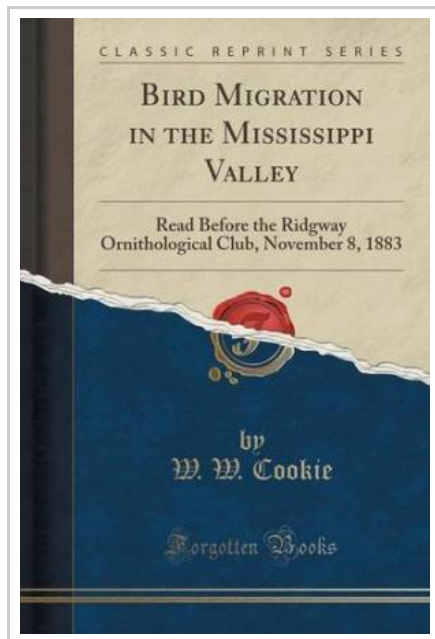 CLASSIC REPRINT SERIES
BIRD MIGRATION
IN THE MISSISSIPPI
VALLEY
Read Before the Ridgway
Ornithological Club, November 8, 1883
by
W. W. Cookie
Forgotten Books